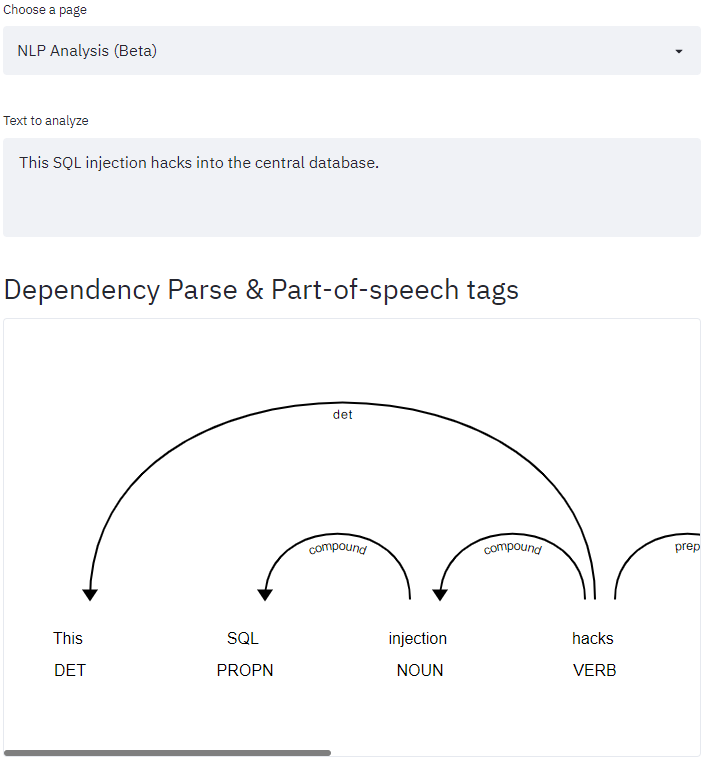 Choose a page
NLP Analysis (Beta)
Text to analyze
This SQL injection hacks into the central database.
Dependency Parse & Part-of-speech tags
det
compound compound prep
This SQL injection hacks
DET PROPN NOUN VERB